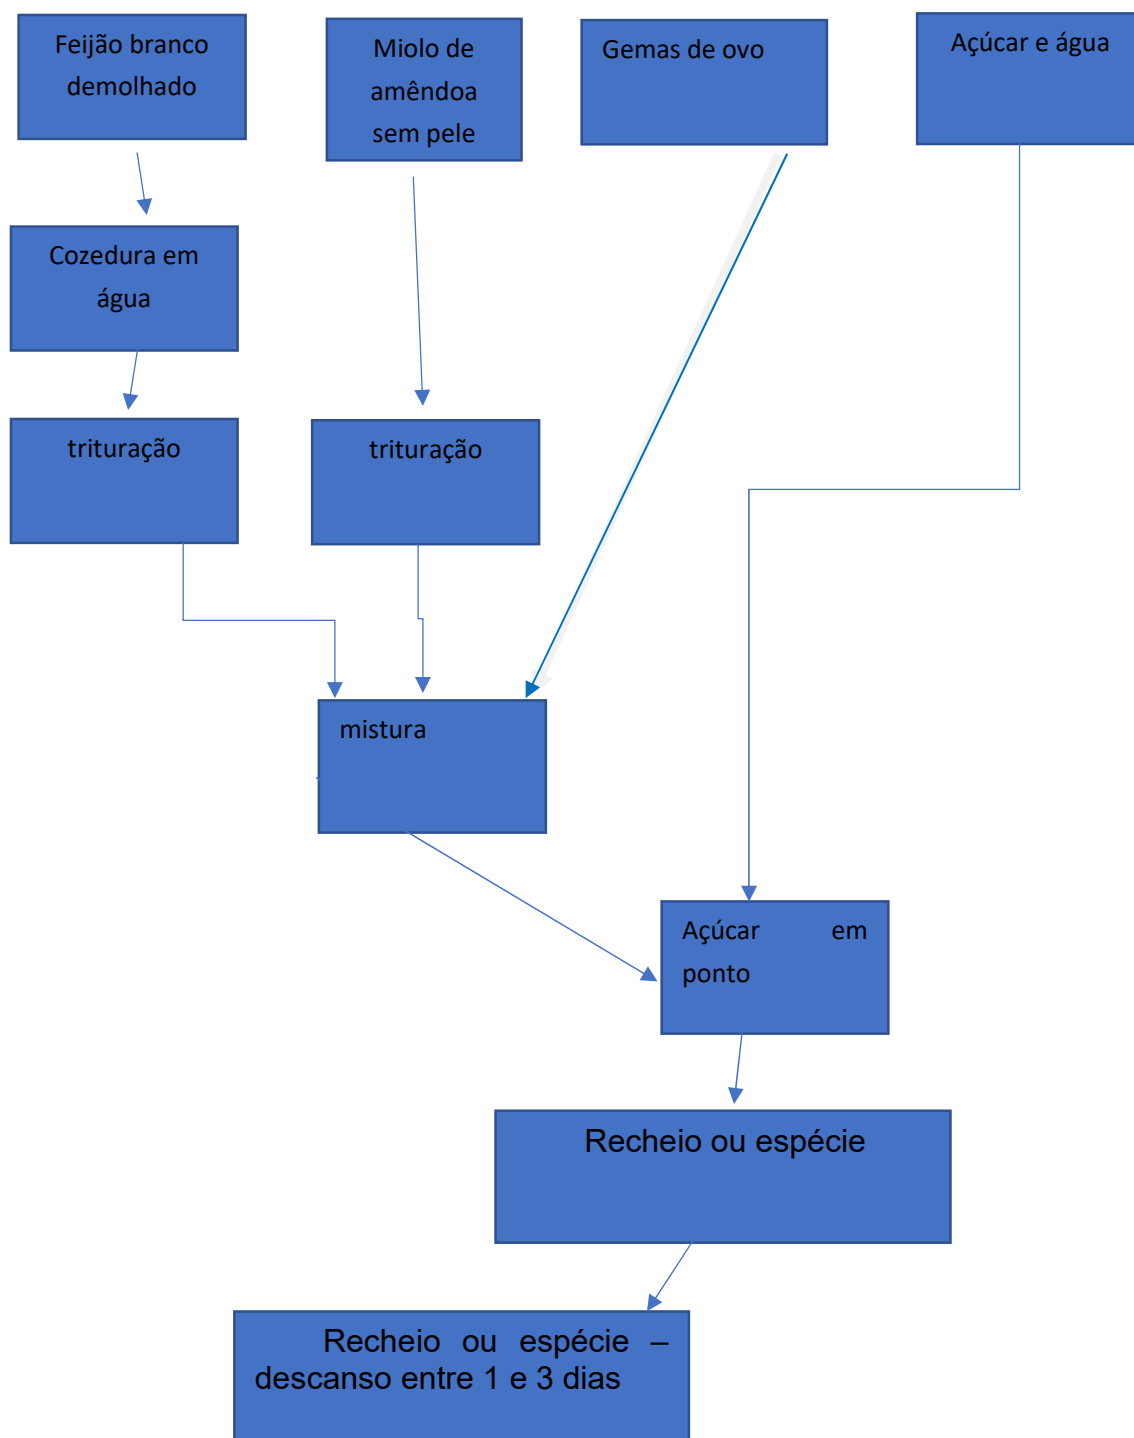 Feijão branco
demolhado
Miolo de
amêndoa
sem pele
Gemas de ovo
Açúcar e água
Cozedura em
água
trituração
trituração
mistura
Açúcar em
ponto
Recheio ou espécie
Recheio ou espécie –
descanso entre 1 e 3 dias